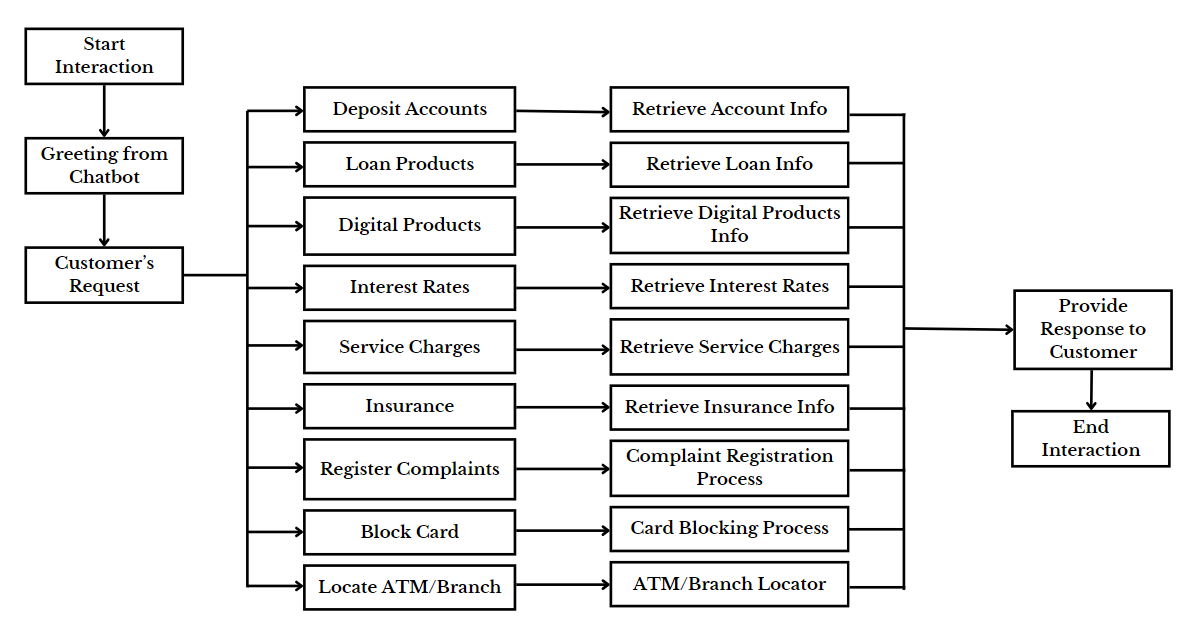 Start
Interaction
Greeting from
Chatbot
Customer’s
Request
Deposit Accounts
Loan Products
Digital Products
Interest Rates
Service Charges
Insurance
Register Complaints
Block Card
Locate ATM/Branch
Retrieve Account Info
Retrieve Loan Info
Retrieve Digital Products
Info
Retrieve Interest Rates
Retrieve Service Charges
Retrieve Insurance Info
Complaint Registration
Process
Card Blocking Process
ATM/Branch Locator
Provide
Response to
Customer
End
Interaction